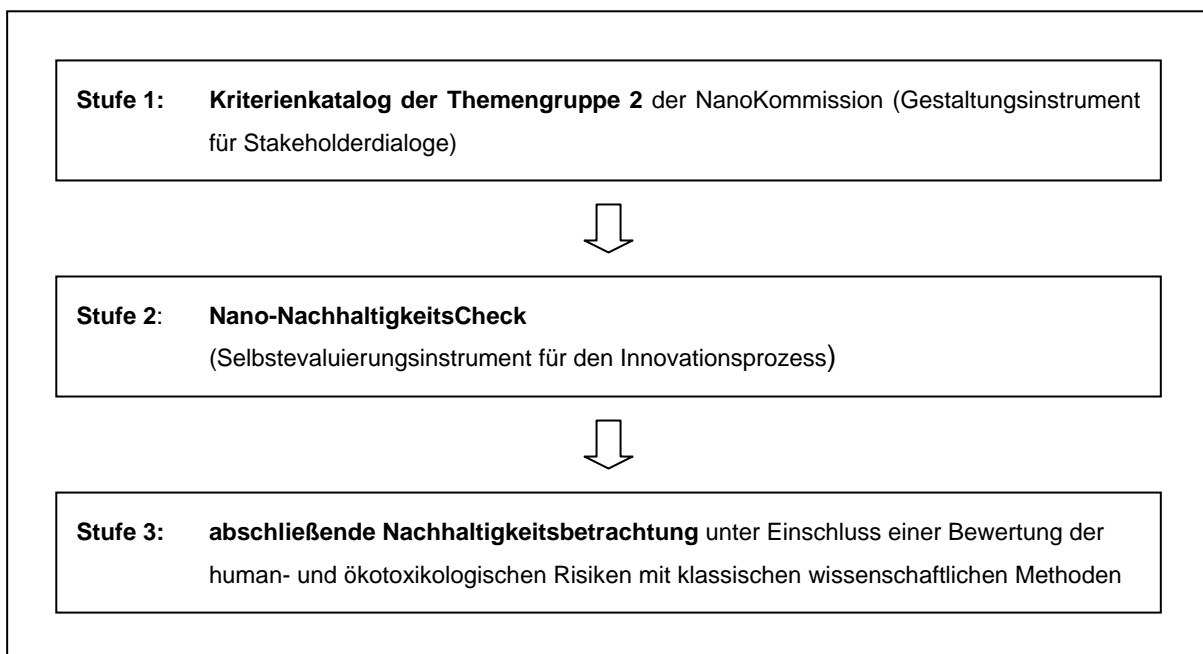 Stufe 1: Kriterienkatalog der Themengruppe 2 der NanoKommission (Gestaltungsinstrument
für Stakeholderdialoge)
Stufe 2: Nano-NachhaltigkeitsCheck
(Selbstevaluierungsinstrument für den Innovationsprozess)
Stufe 3: abschließende Nachhaltigkeitsbetrachtung unter Einschluss einer Bewertung der
human- und ökotoxikologischen Risiken mit klassischen wissenschaftlichen Methoden